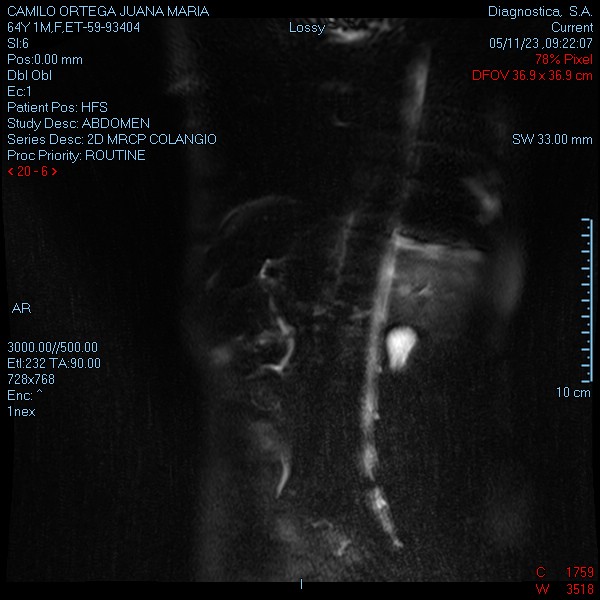 CAMILO ORTEGA JUANA MARIA
64Y 1M,F,ET-59-93404
Sl:6
Pos:0.00 mm
Dbl Obl
Ec:1
Patient Pos: HFS
Study Desc: ABDOMEN
Series Desc: 2D MRCP COLANGIO
Proc Priority: ROUTINE
< 20 - 6 >
Lossy
Diagnostica, S.A.
Current
05/11/23 ,09:22:07
78% Pixel
DFOV 36.9 x 36.9 cm
SW 33.00 mm
AR
3000.00//500.00
Etl:232 TA:90.00
728x768
Enc: ^
1nex
10 cm
C 1759
W 3518